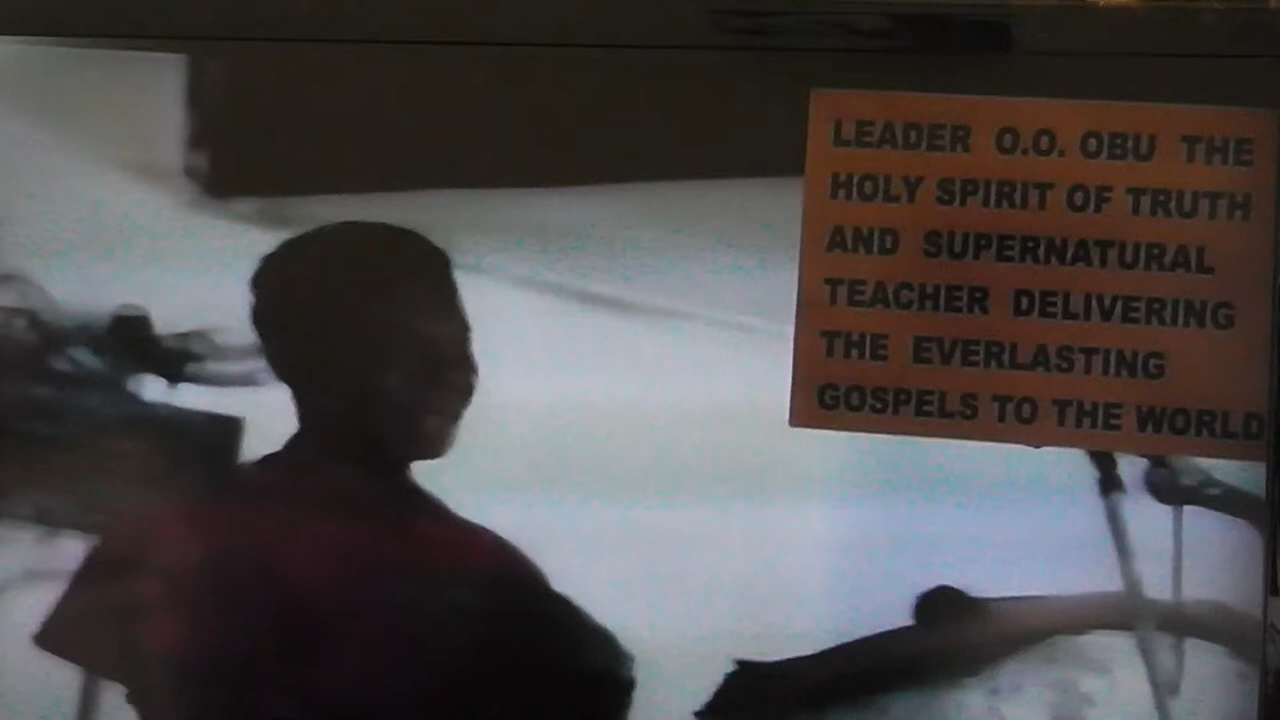 LEADER O.O. OBU THE
HOLY SPIRIT OF TRUTH
AND SUPERNATURAL
TEACHER DELIVERING
THE EVERLASTING
GOSPELS TO THE WORLD